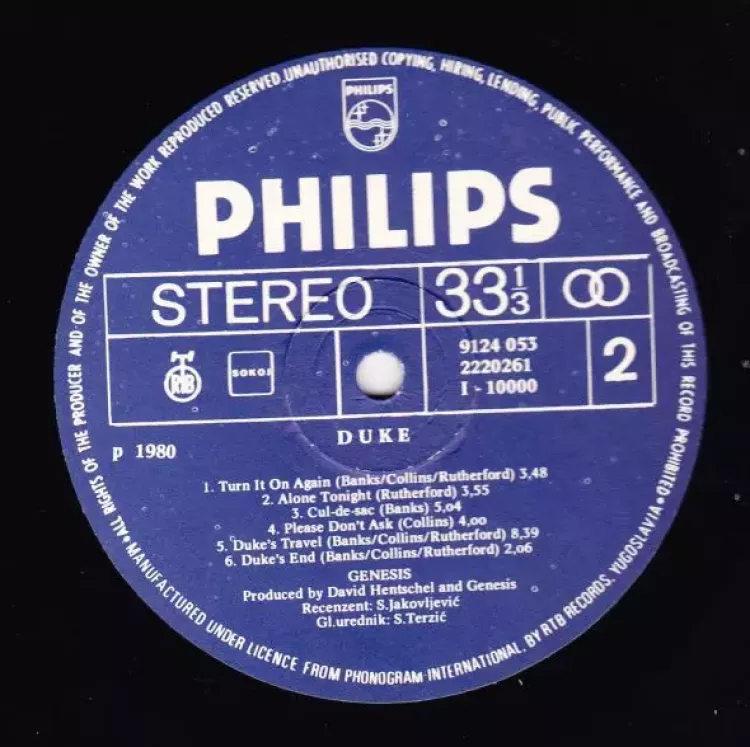 PHILIPS
PHILIPS
STEREO
33 1/3
RTB
SOKOJ
9124 053
2220261
I - 10000
2
DUKE
p 1980
1. Turn It On Again (Banks/Collins/Rutherford) 3,48
2. Alone Tonight (Rutherford) 3,55
3. Cul-de-sac (Banks) 5,04
4. Please Don't Ask (Collins) 4,00
5. Duke's Travel (Banks/Collins/Rutherford) 8,39
6. Duke's End (Banks/Collins/Rutherford) 2,06
GENESIS
Produced by David Hentschel and Genesis
Recenzent: S.Jakovljević
Gl.urednik: S.Terzić
• ALL RIGHTS OF THE PRODUCER AND OF THE OWNER OF THE WORK REPRODUCED RESERVED. UNAUTHORISED COPYING, HIRING, LENDING, PUBLIC PERFORMANCE AND BROADCASTING OF THIS RECORD PROHIBITED •
MANUFACTURED UNDER LICENCE FROM PHONOGRAM INTERNATIONAL, BY RTB RECORDS, YUGOSLAVIA